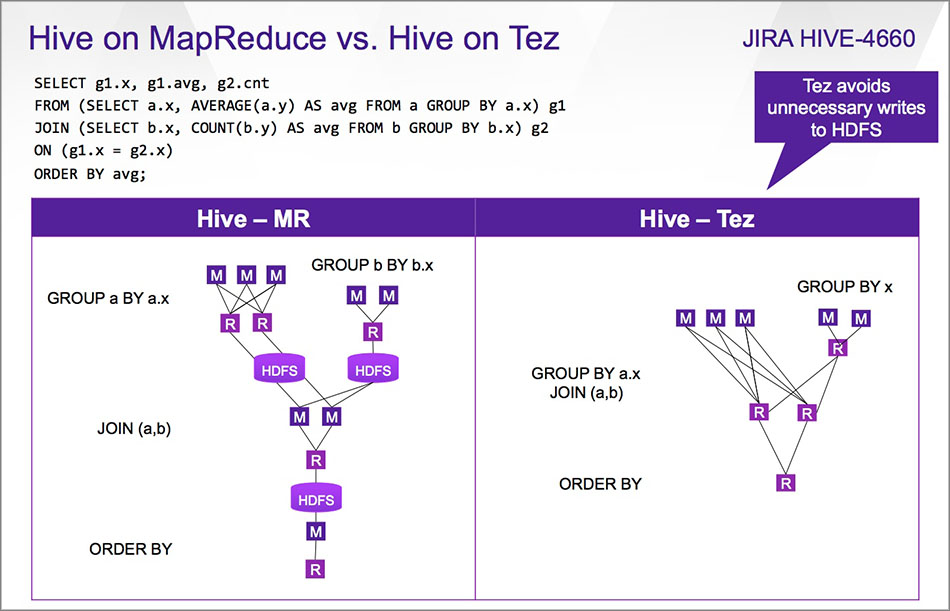 Hive on MapReduce vs. Hive on Tez
JIRA HIVE-4660
SELECT g1.x, g1.avg, g2.cnt
FROM (SELECT a.x, AVERAGE(a.y) AS avg FROM a GROUP BY a.x) g1
JOIN (SELECT b.x, COUNT(b.y) AS avg FROM b GROUP BY b.x) g2
ON (g1.x = g2.x)
ORDER BY avg;
Tez avoids
unnecessary writes
to HDFS
Hive – MR
GROUP b BY b.x
M M M
M M
GROUP a BY a.x
R R
R
HDFS
HDFS
M M
JOIN (a,b)
R
HDFS
M
ORDER BY
R
Hive – Tez
GROUP BY x
M M M
M M
R
GROUP BY a.x
JOIN (a,b)
R R
ORDER BY
R